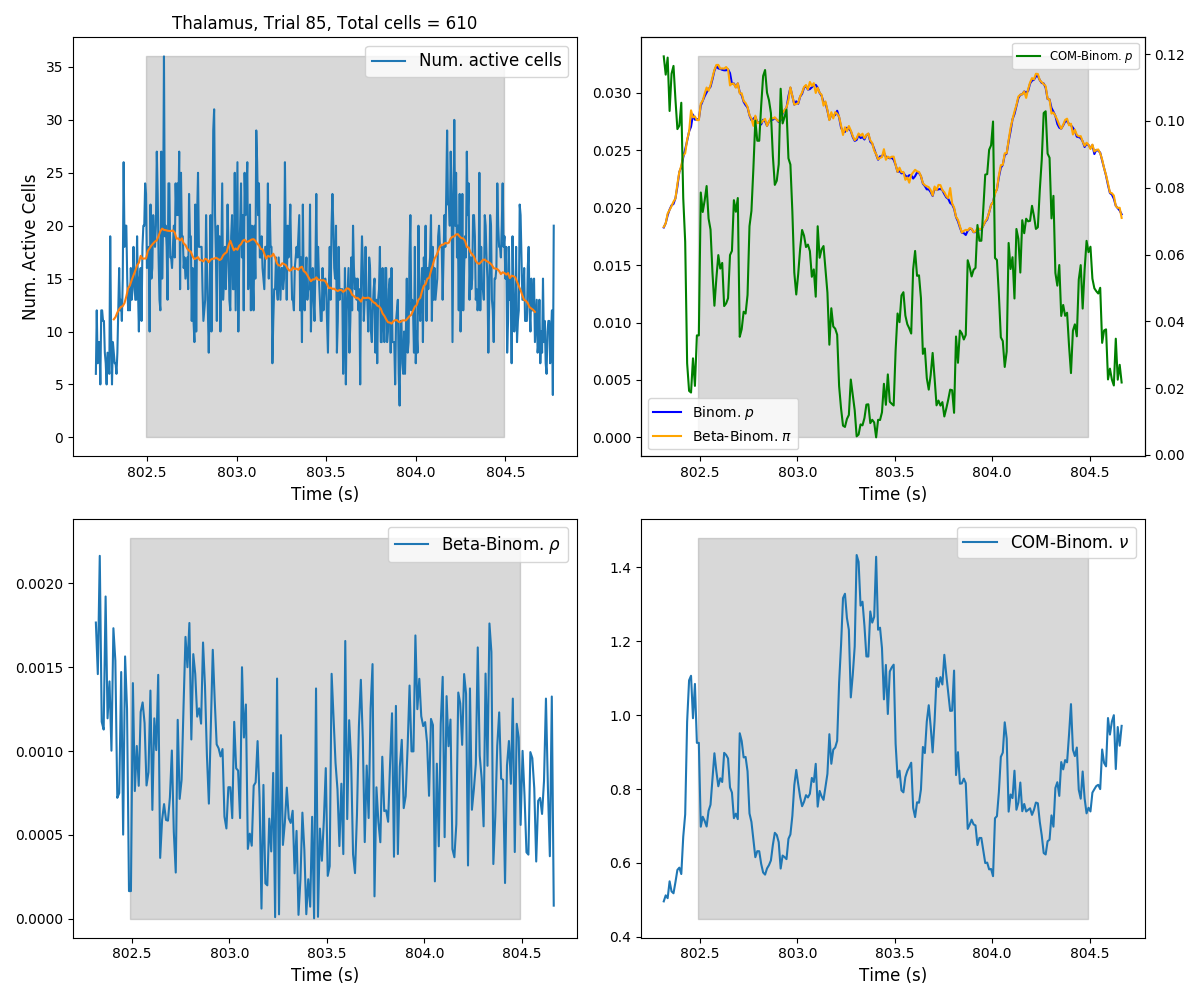 Thalamus, Trial 85, Total cells = 610
Num. active cells
Num. Active Cells
35
30
25
20
15
10
5
0
802.5 803.0 803.5 804.0 804.5
Time (s)
COM-Binom. p
0.030
0.025
0.020
0.015
0.010
0.005
0.000
0.12
0.10
0.08
0.06
0.04
0.02
0.00
Binom. p
Beta-Binom. π
802.5 803.0 803.5 804.0 804.5
Time (s)
Beta-Binom. ρ
0.0020
0.0015
0.0010
0.0005
0.0000
802.5 803.0 803.5 804.0 804.5
Time (s)
COM-Binom. ν
1.4
1.2
1.0
0.8
0.6
0.4
802.5 803.0 803.5 804.0 804.5
Time (s)